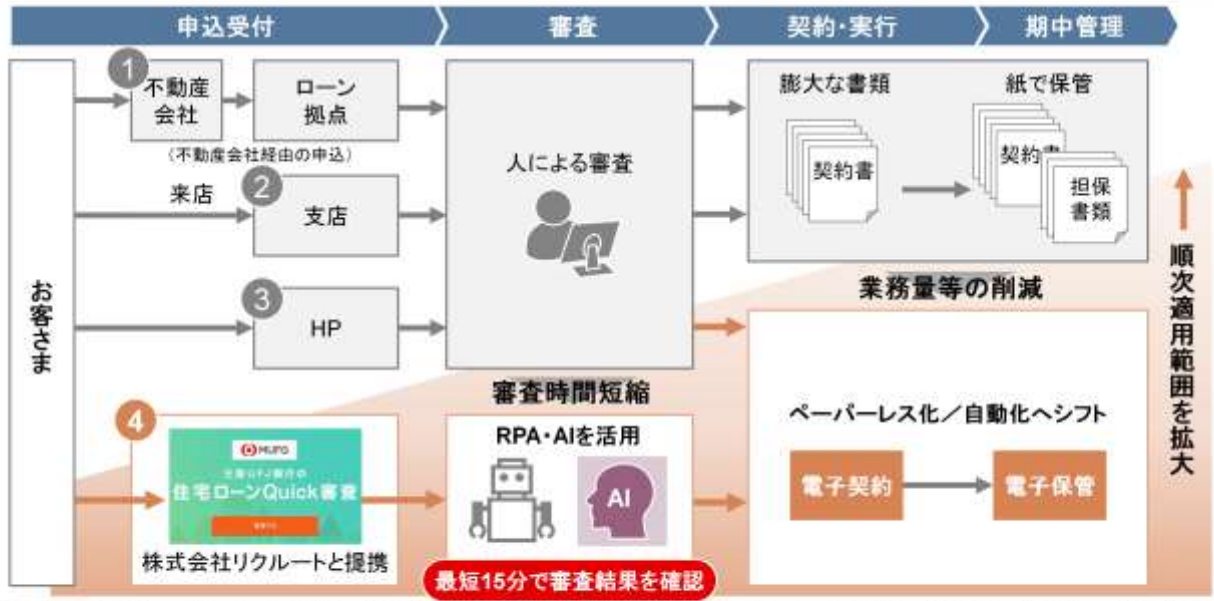 申込受付
審査
契約・実行
期中管理
お客さま
1
不動産
会社
ローン
拠点
(不動産会社経由の申込)
来店
2
支店
3
HP
人による審査
膨大な書類
契約書
紙で保管
契約書
担保
書類
審査時間短縮
業務量等の削減
順次適用範囲を拡大
4
MUFG
三菱UFJ銀行の
住宅ローンQuick審査
株式会社リクルートと提携
RPA・AIを活用
AI
最短15分で審査結果を確認
ペーパーレス化/自動化へシフト
電子契約
電子保管